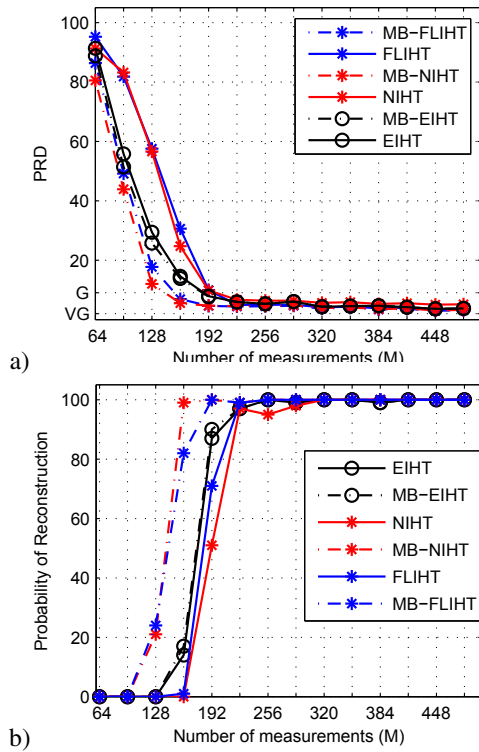 100
80
60
40
20
G
VG
PRD
MB-FLIHT
FLIHT
MB-NIHT
NIHT
MB-EIHT
EIHT
64 128 192 256 320 384 448
Number of measurements (M)
a)
100
80
60
40
20
0
Probability of Reconstruction
EIHT
MB-EIHT
NIHT
MB-NIHT
FLIHT
MB-FLIHT
64 128 192 256 320 384 448
Number of measurements (M)
b)